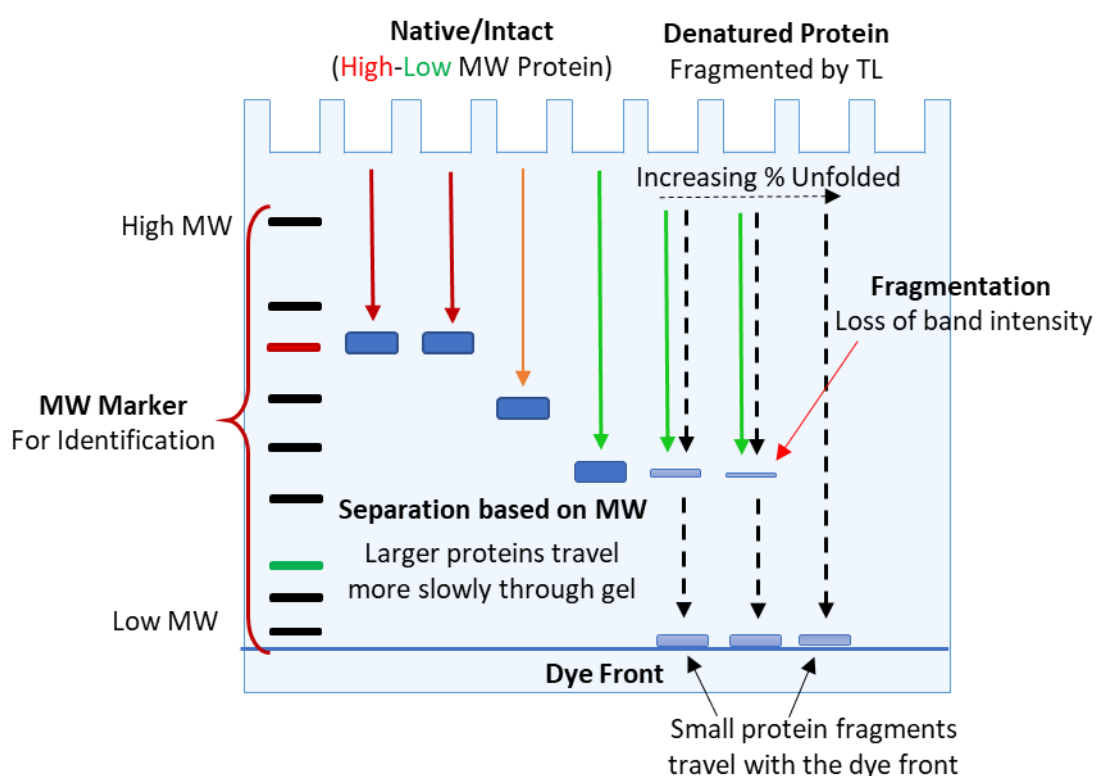 Native/Intact
(High-Low MW Protein)
Denatured Protein
Fragmented by TL
Increasing % Unfolded
High MW
Fragmentation
Loss of band intensity
MW Marker
For Identification
Separation based on MW
Larger proteins travel
more slowly through gel
Low MW
Dye Front
Small protein fragments
travel with the dye front